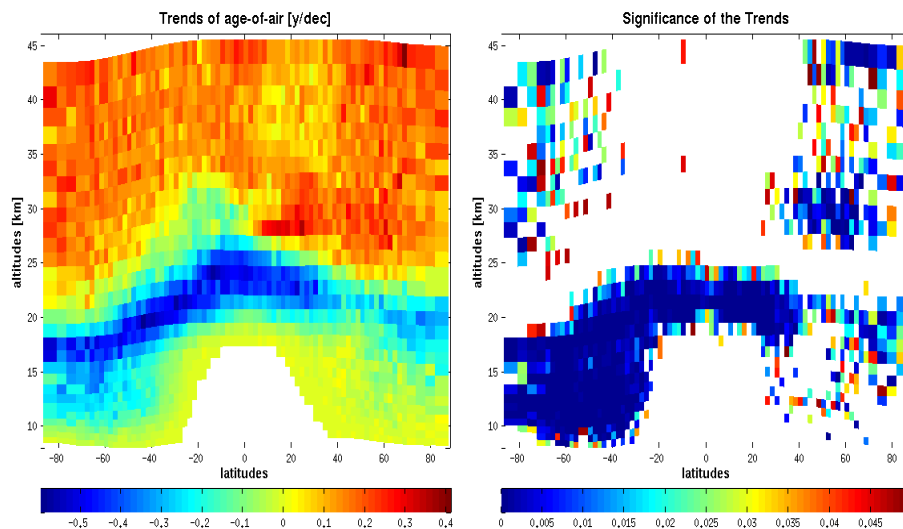 Trends of age-of-air [y/dec]
altitudes [km]
45
40
35
30
25
20
15
10
−80 −60 −40 −20 0 20 40 60 80
latitudes
−0.5 −0.4 −0.3 −0.2 −0.1 0 0.1 0.2 0.3 0.4
Significance of the Trends
altitudes [km]
45
40
35
30
25
20
15
10
−80 −60 −40 −20 0 20 40 60 80
latitudes
0 0.005 0.01 0.015 0.02 0.025 0.03 0.035 0.04 0.045